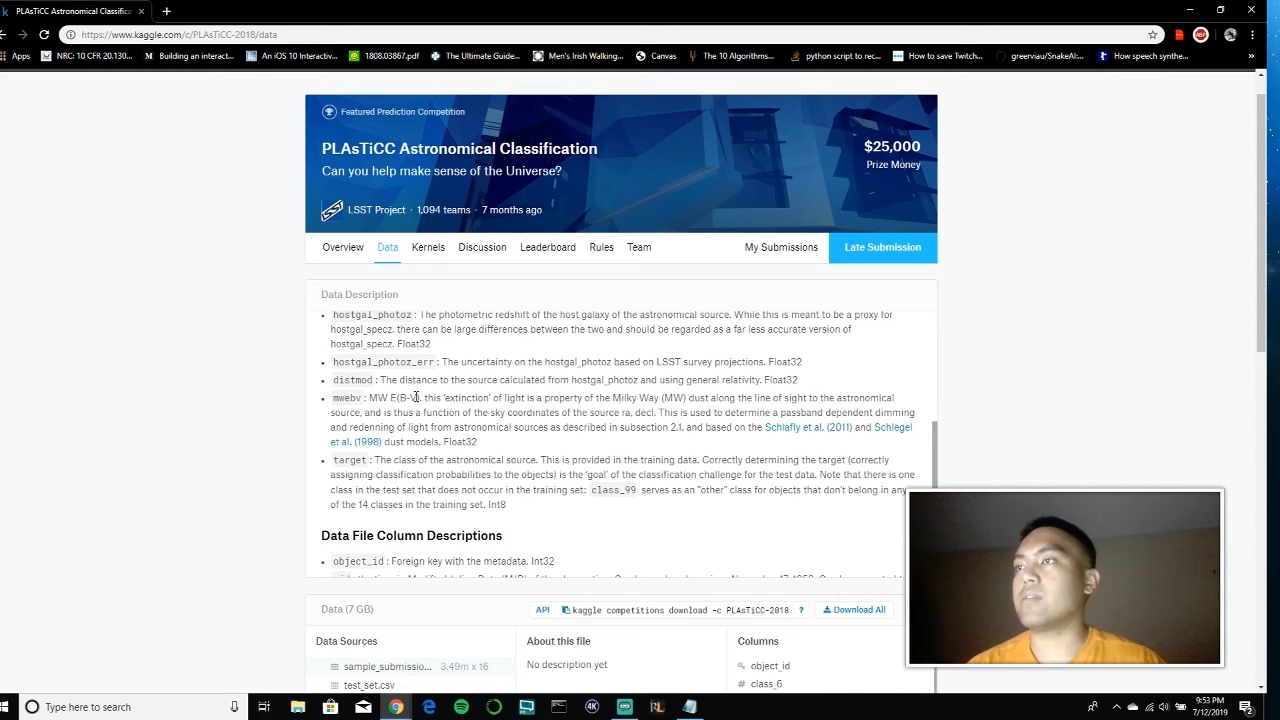 PLAsTiCC Astronomical Classifica
https://www.kaggle.com/c/PLAsTiCC-2018/data
Apps NRC: 10 CFR 20.130... Building an interact... An iOS 10 Interactiv... 1808.03867.pdf The Ultimate Guide... Men's Irish Walking... Canvas The 10 Algorithms... python script to rec... How to save Twitch... greerviau/SnakeAI:... How speech synthe...
Featured Prediction Competition
PLAsTiCC Astronomical Classification
Can you help make sense of the Universe?
$25,000
Prize Money
LSST Project · 1,094 teams · 7 months ago
Overview Data Kernels Discussion Leaderboard Rules Team My Submissions Late Submission
Data Description
hostgal_photoz : The photometric redshift of the host galaxy of the astronomical source. While this is meant to be a proxy for
hostgal_specz, there can be large differences between the two and should be regarded as a far less accurate version of
hostgal_specz. Float32
hostgal_photoz_err : The uncertainty on the hostgal_photoz based on LSST survey projections. Float32
distmod : The distance to the source calculated from hostgal_photoz and using general relativity. Float32
mwebv : MW E(B-V). this 'extinction' of light is a property of the Milky Way (MW) dust along the line of sight to the astronomical
source, and is thus a function of the sky coordinates of the source ra, decl. This is used to determine a passband dependent dimming
and redenning of light from astronomical sources as described in subsection 2.1, and based on the Schlafly et al. (2011) and Schlegel
et al. (1998) dust models. Float32
target : The class of the astronomical source. This is provided in the training data. Correctly determining the target (correctly
assigning classification probabilities to the objects) is the 'goal' of the classification challenge for the test data. Note that there is one
class in the test set that does not occur in the training set: class_99 serves as an "other" class for objects that don't belong in any
of the 14 classes in the training set. Int8
Data File Column Descriptions
object_id : Foreign key with the metadata. Int32
Data (7 GB) API kaggle competitions download -c PLAsTiCC-2018 ? Download All
Data Sources
About this file
Columns
sample_submissio... 3.49m x 16
No description yet
object_id
test_set.csv
class_6
Type here to search
9:53 PM
7/12/2019